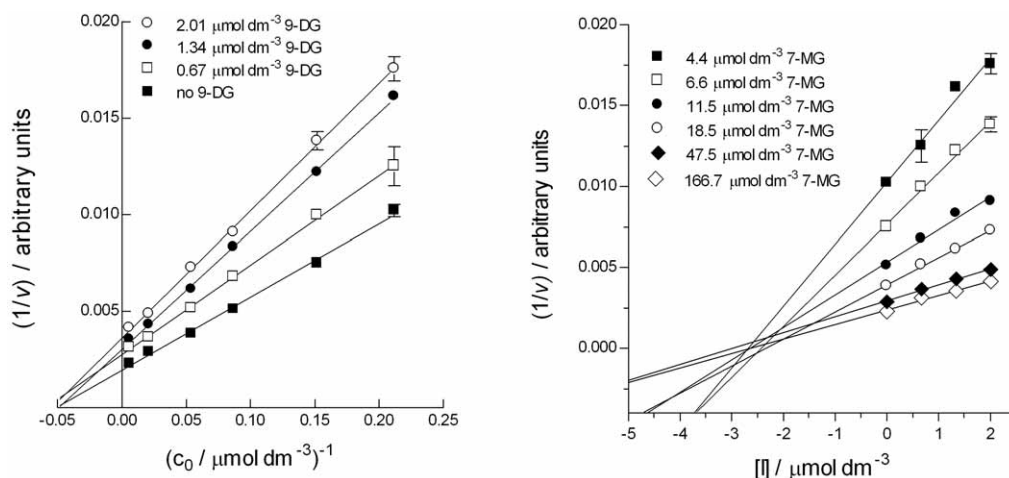 2.01 μmol dm⁻³ 9-DG
1.34 μmol dm⁻³ 9-DG
0.67 μmol dm⁻³ 9-DG
no 9-DG
(1/v) / arbitrary units
0.020
0.015
0.010
0.005
-0.05 0.00 0.05 0.10 0.15 0.20 0.25
(c₀ / μmol dm⁻³)⁻¹
4.4 μmol dm⁻³ 7-MG
6.6 μmol dm⁻³ 7-MG
11.5 μmol dm⁻³ 7-MG
18.5 μmol dm⁻³ 7-MG
47.5 μmol dm⁻³ 7-MG
166.7 μmol dm⁻³ 7-MG
(1/v) / arbitrary units
0.020
0.015
0.010
0.005
0.000
-5 -4 -3 -2 -1 0 1 2
[I] / μmol dm⁻³